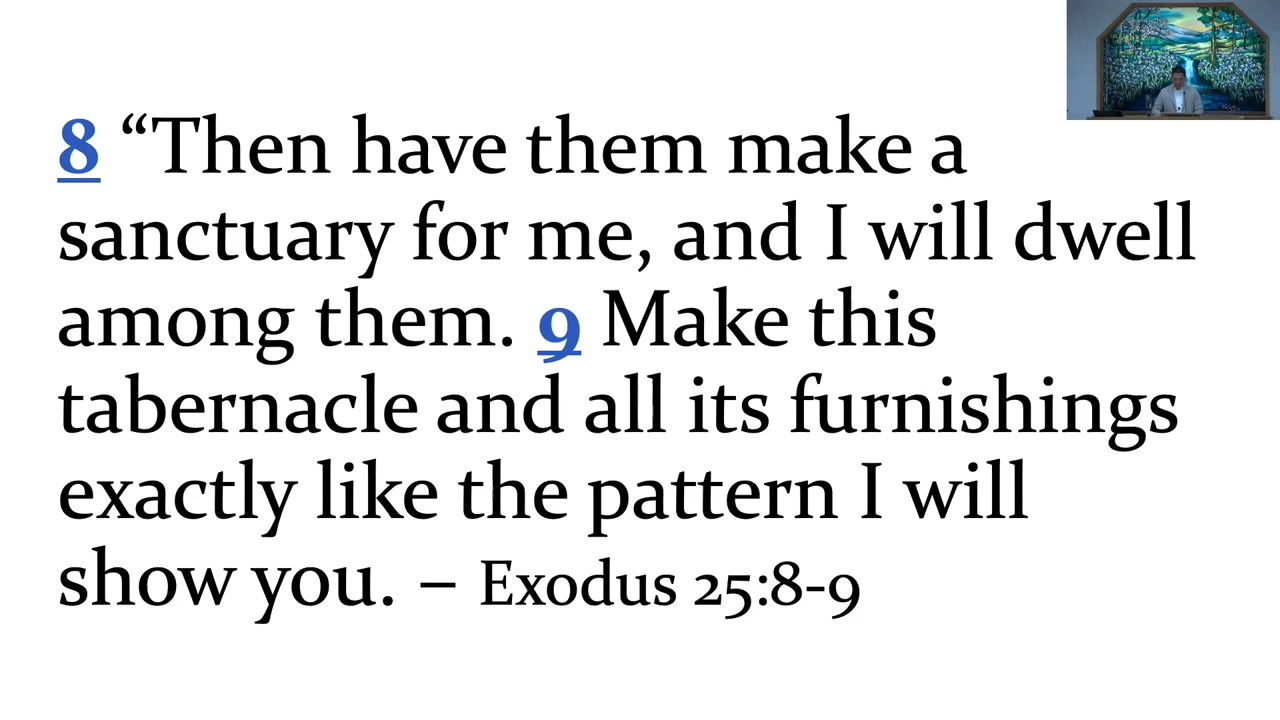 8 “Then have them make a
sanctuary for me, and I will dwell
among them. 9 Make this
tabernacle and all its furnishings
exactly like the pattern I will
show you. – Exodus 25:8-9